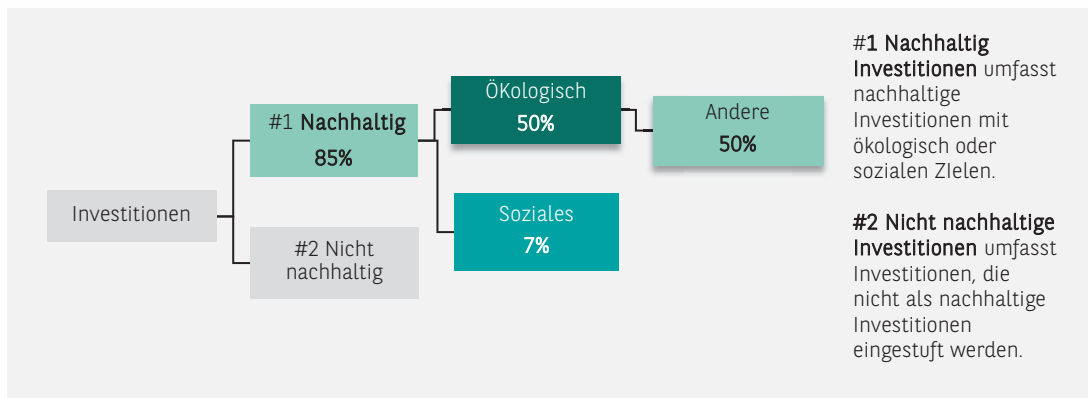 Investitionen
#1 Nachhaltig
85%
#2 Nicht
nachhaltig
ÖKologisch
50%
Soziales
7%
Andere
50%
#1 Nachhaltig
Investitionen umfasst
nachhaltige
Investitionen mit
ökologisch oder
sozialen ZIelen.
#2 Nicht nachhaltige
Investitionen umfasst
Investitionen, die
nicht als nachhaltige
Investitionen
eingestuft werden.